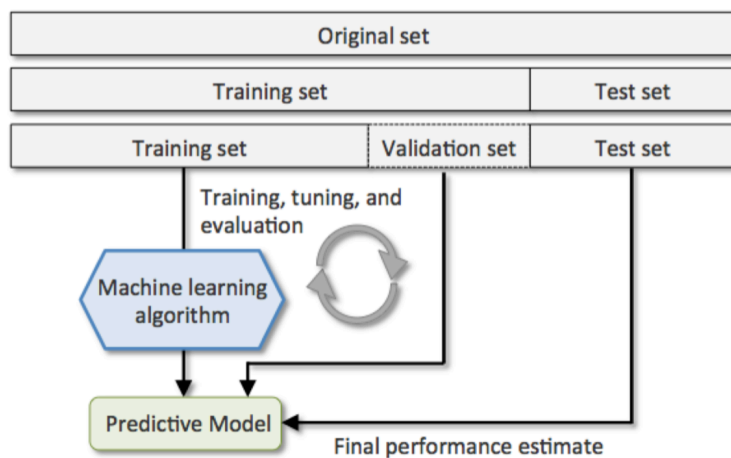 Original set
Training set Test set
Training set Validation set Test set
Training, tuning, and
evaluation
Machine learning
algorithm
Predictive Model
Final performance estimate